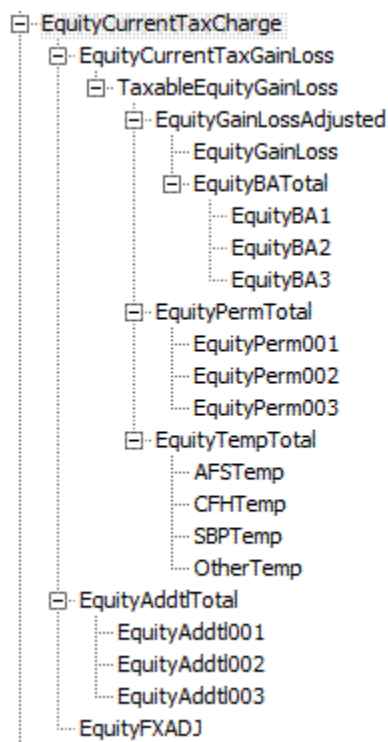 EquityCurrentTaxCharge
EquityCurrentTaxGainLoss
TaxableEquityGainLoss
EquityGainLossAdjusted
EquityGainLoss
EquityBATotal
EquityBA1
EquityBA2
EquityBA3
EquityPermTotal
EquityPerm001
EquityPerm002
EquityPerm003
EquityTempTotal
AFSTemp
CFHTemp
SBPTemp
OtherTemp
EquityAddtlTotal
EquityAddtl001
EquityAddtl002
EquityAddtl003
EquityFXADJ